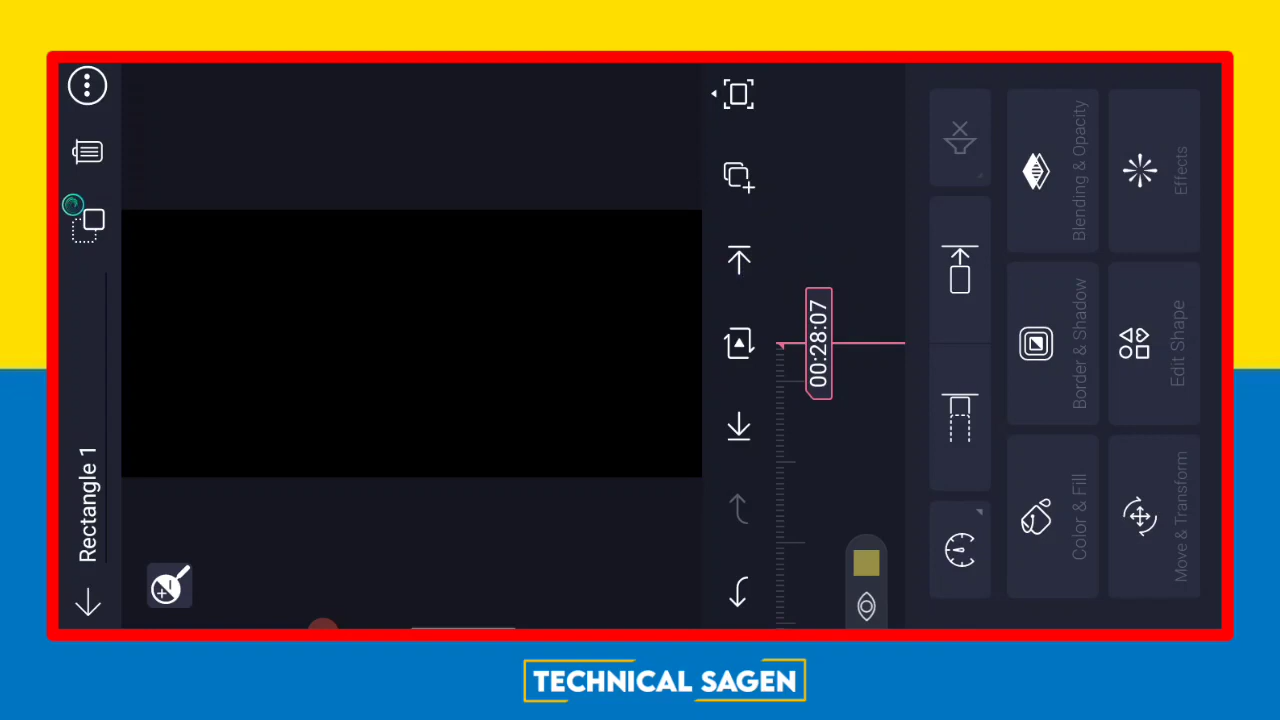 Rectangle 1
00:28:07
Blending & Opacity
Effects
Border & Shadow
Edit Shape
Color & Fill
Move & Transform
TECHNICAL SAGEN